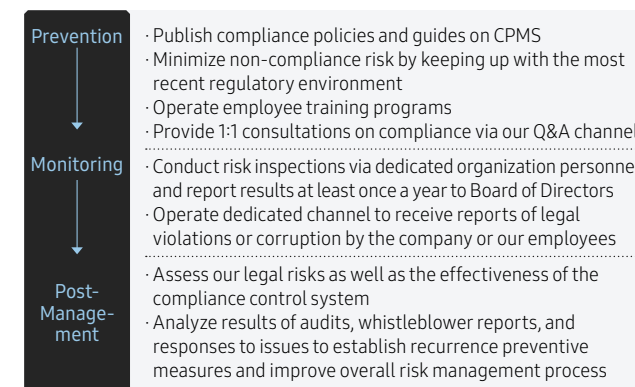 Prevention
· Publish compliance policies and guides on CPMS
· Minimize non-compliance risk by keeping up with the most
recent regulatory environment
· Operate employee training programs
· Provide 1:1 consultations on compliance via our Q&A channel
Monitoring
· Conduct risk inspections via dedicated organization personne
and report results at least once a year to Board of Directors
· Operate dedicated channel to receive reports of legal
violations or corruption by the company or our employees
Post-
Manage-
ment
· Assess our legal risks as well as the effectiveness of the
compliance control system
· Analyze results of audits, whistleblower reports, and
responses to issues to establish recurrence preventive
measures and improve overall risk management process